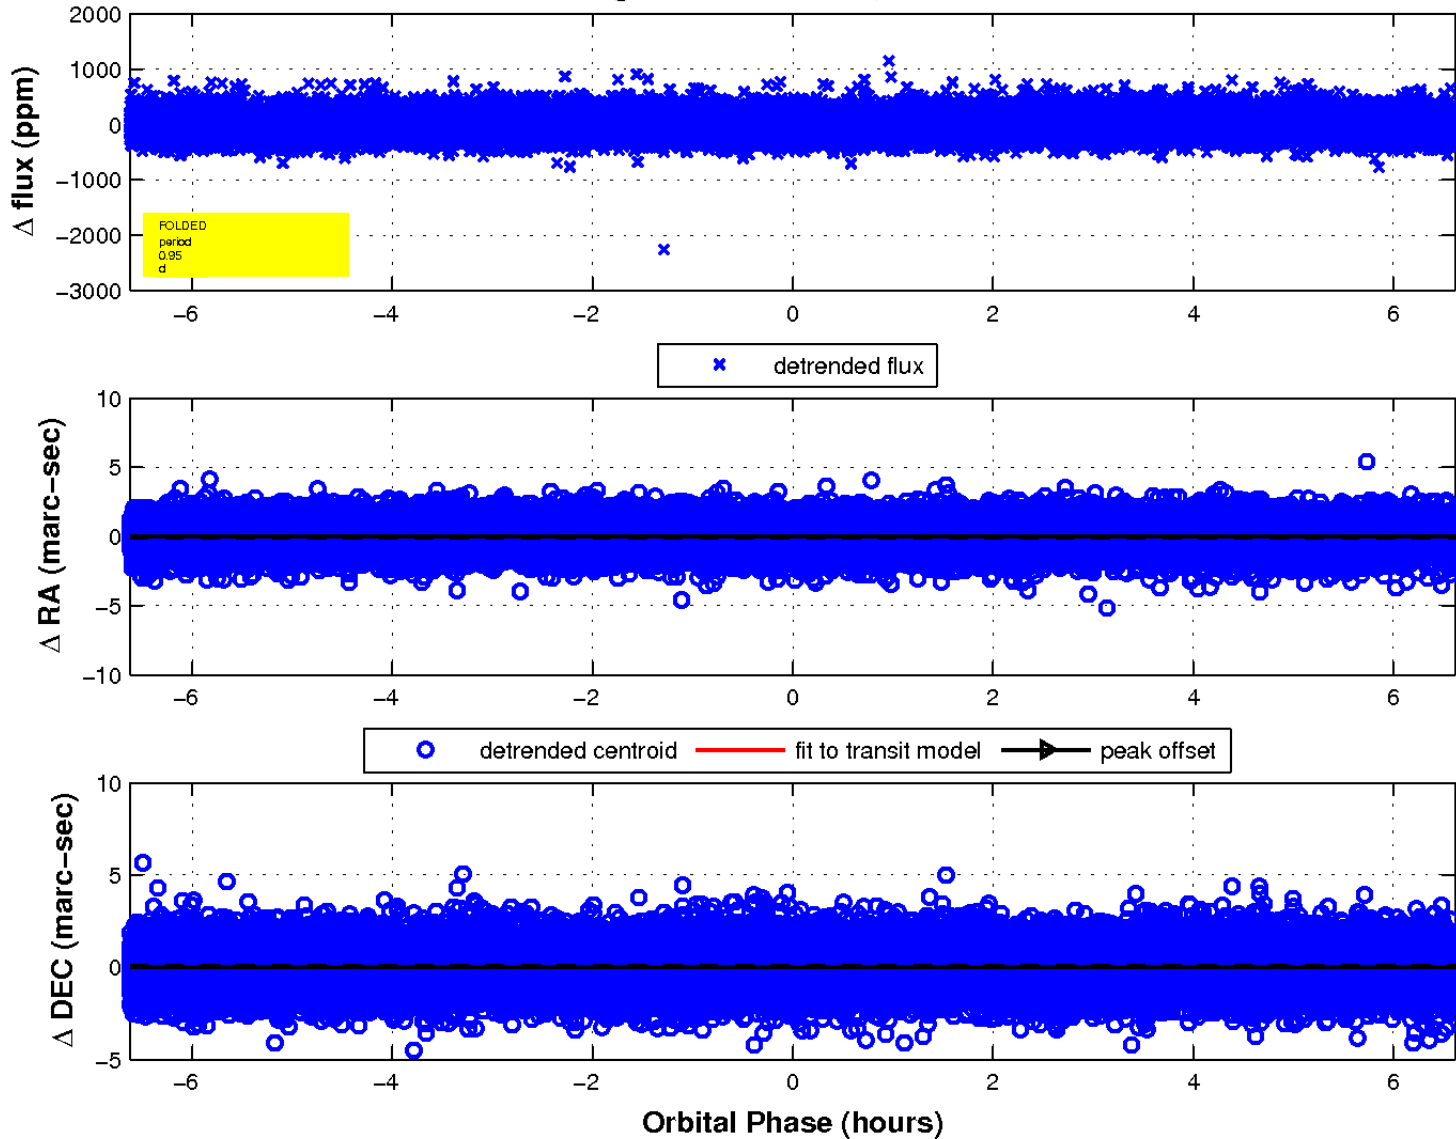 2000
1000
0
−1000
−2000
−3000
Δ flux (ppm)
FOLDED
period
0.95
d
−6 −4 −2 0 2 4 6
detrended flux
10
5
0
−5
−10
Δ RA (marc−sec)
−6 −4 −2 0 2 4 6
detrended centroid fit to transit model peak offset
10
5
0
−5
Δ DEC (marc−sec)
−6 −4 −2 0 2 4 6
Orbital Phase (hours)